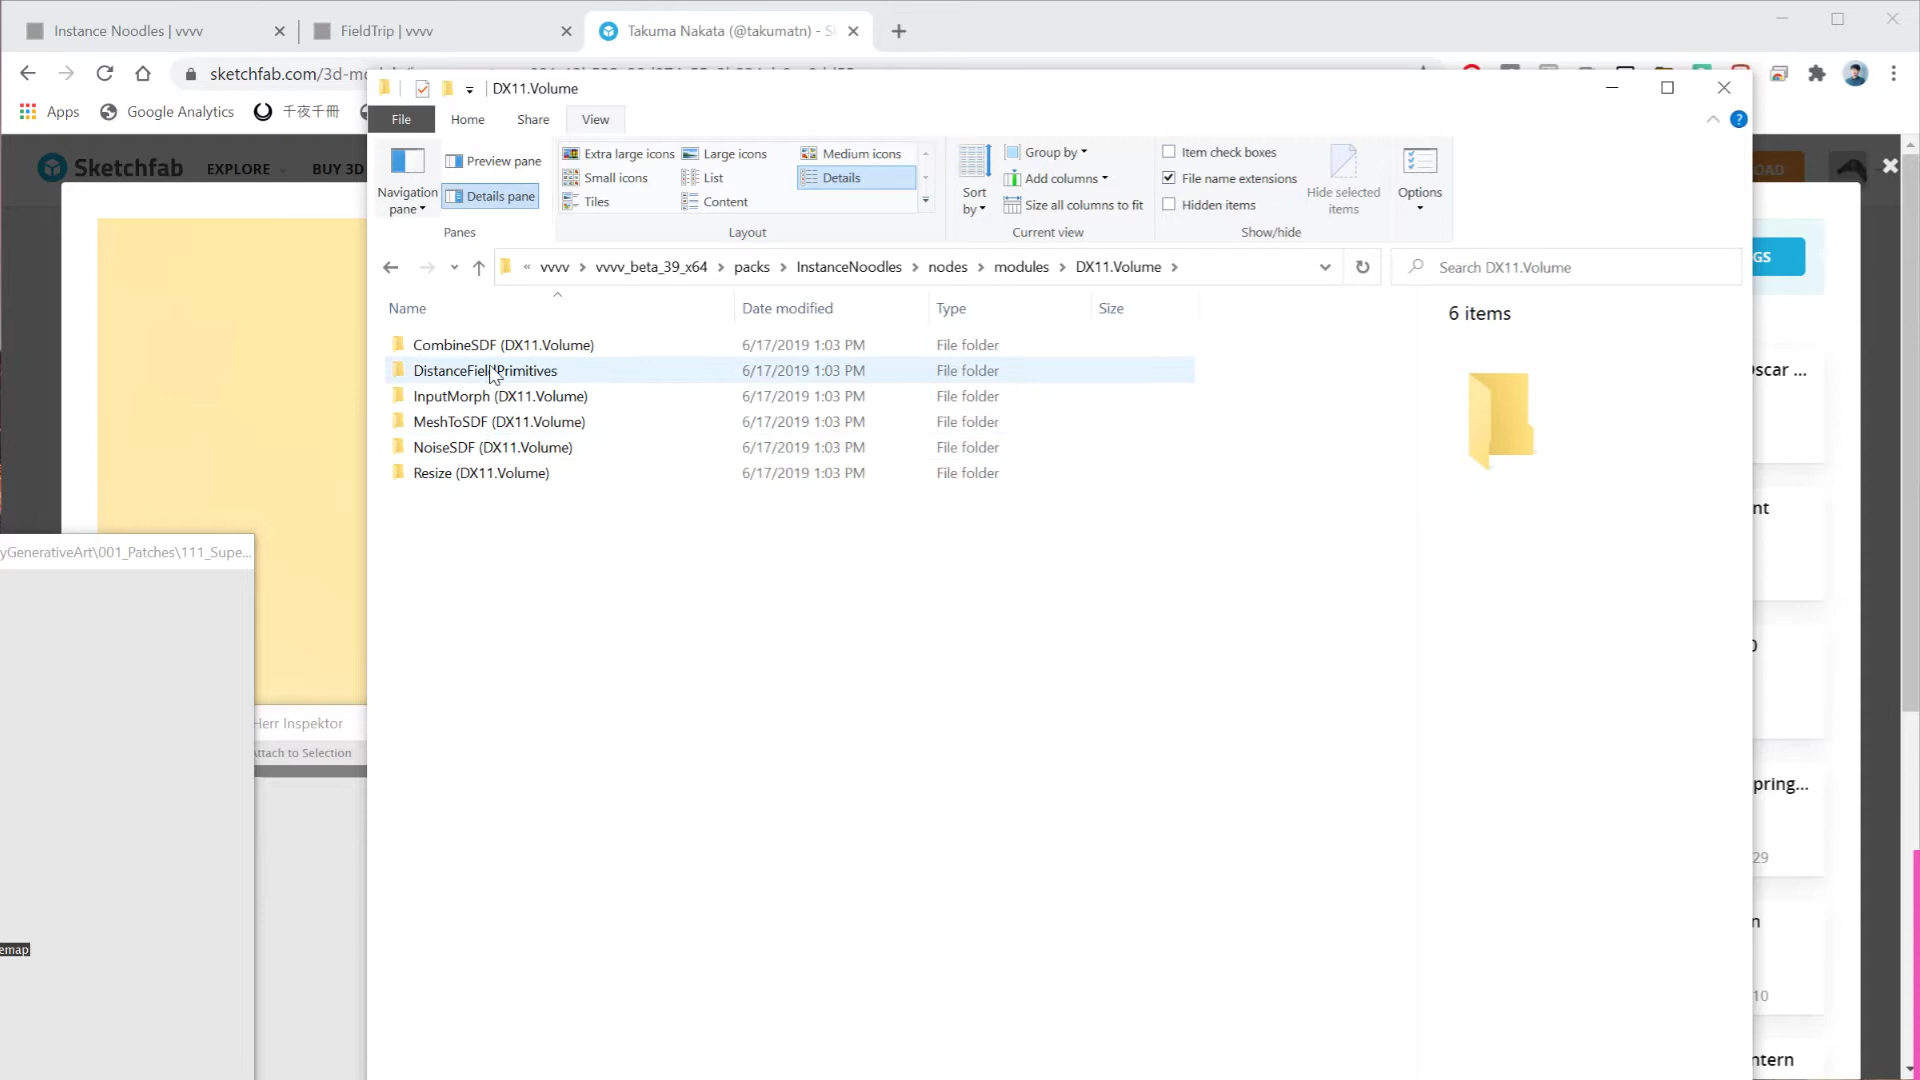 Instance Noodles | vvvv
FieldTrip | vvvv
Takuma Nakata (@takumatn) - S
sketchfab.com/3d-m
Apps
Google Analytics
千夜千冊
DX11.Volume
File
Home
Share
View
Navigation pane
Preview pane
Details pane
Panes
Extra large icons
Large icons
Medium icons
Small icons
List
Details
Tiles
Content
Layout
Sort by
Group by
Add columns
Size all columns to fit
Current view
Item check boxes
File name extensions
Hidden items
Hide selected items
Options
Show/hide
« vvvv > vvvv_beta_39_x64 > packs > InstanceNoodles > nodes > modules > DX11.Volume >
Search DX11.Volume
Name Date modified Type Size
CombineSDF (DX11.Volume) 6/17/2019 1:03 PM File folder
DistanceFieldPrimitives 6/17/2019 1:03 PM File folder
InputMorph (DX11.Volume) 6/17/2019 1:03 PM File folder
MeshToSDF (DX11.Volume) 6/17/2019 1:03 PM File folder
NoiseSDF (DX11.Volume) 6/17/2019 1:03 PM File folder
Resize (DX11.Volume) 6/17/2019 1:03 PM File folder
6 items
Sketchfab
EXPLORE
BUY 3D
OAD
GS
Oscar ...
nt
0
pring...
29
n
10
ntern
yGenerativeArt\001_Patches\111_Supe...
Herr Inspektor
Attach to Selection
emap